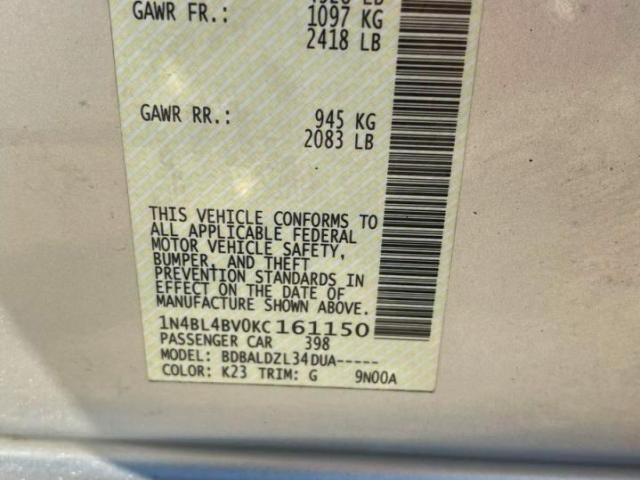 GAWR FR.: 1097 KG
2418 LB
GAWR RR.: 945 KG
2083 LB
THIS VEHICLE CONFORMS TO
ALL APPLICABLE FEDERAL
MOTOR VEHICLE SAFETY,
BUMPER, AND THEFT
PREVENTION STANDARDS IN
EFFECT ON THE DATE OF
MANUFACTURE SHOWN ABOVE.
1N4BL4BV0KC161150
PASSENGER CAR 398
MODEL: BDBALDZL34DUA-----
COLOR: K23 TRIM: G 9N00A